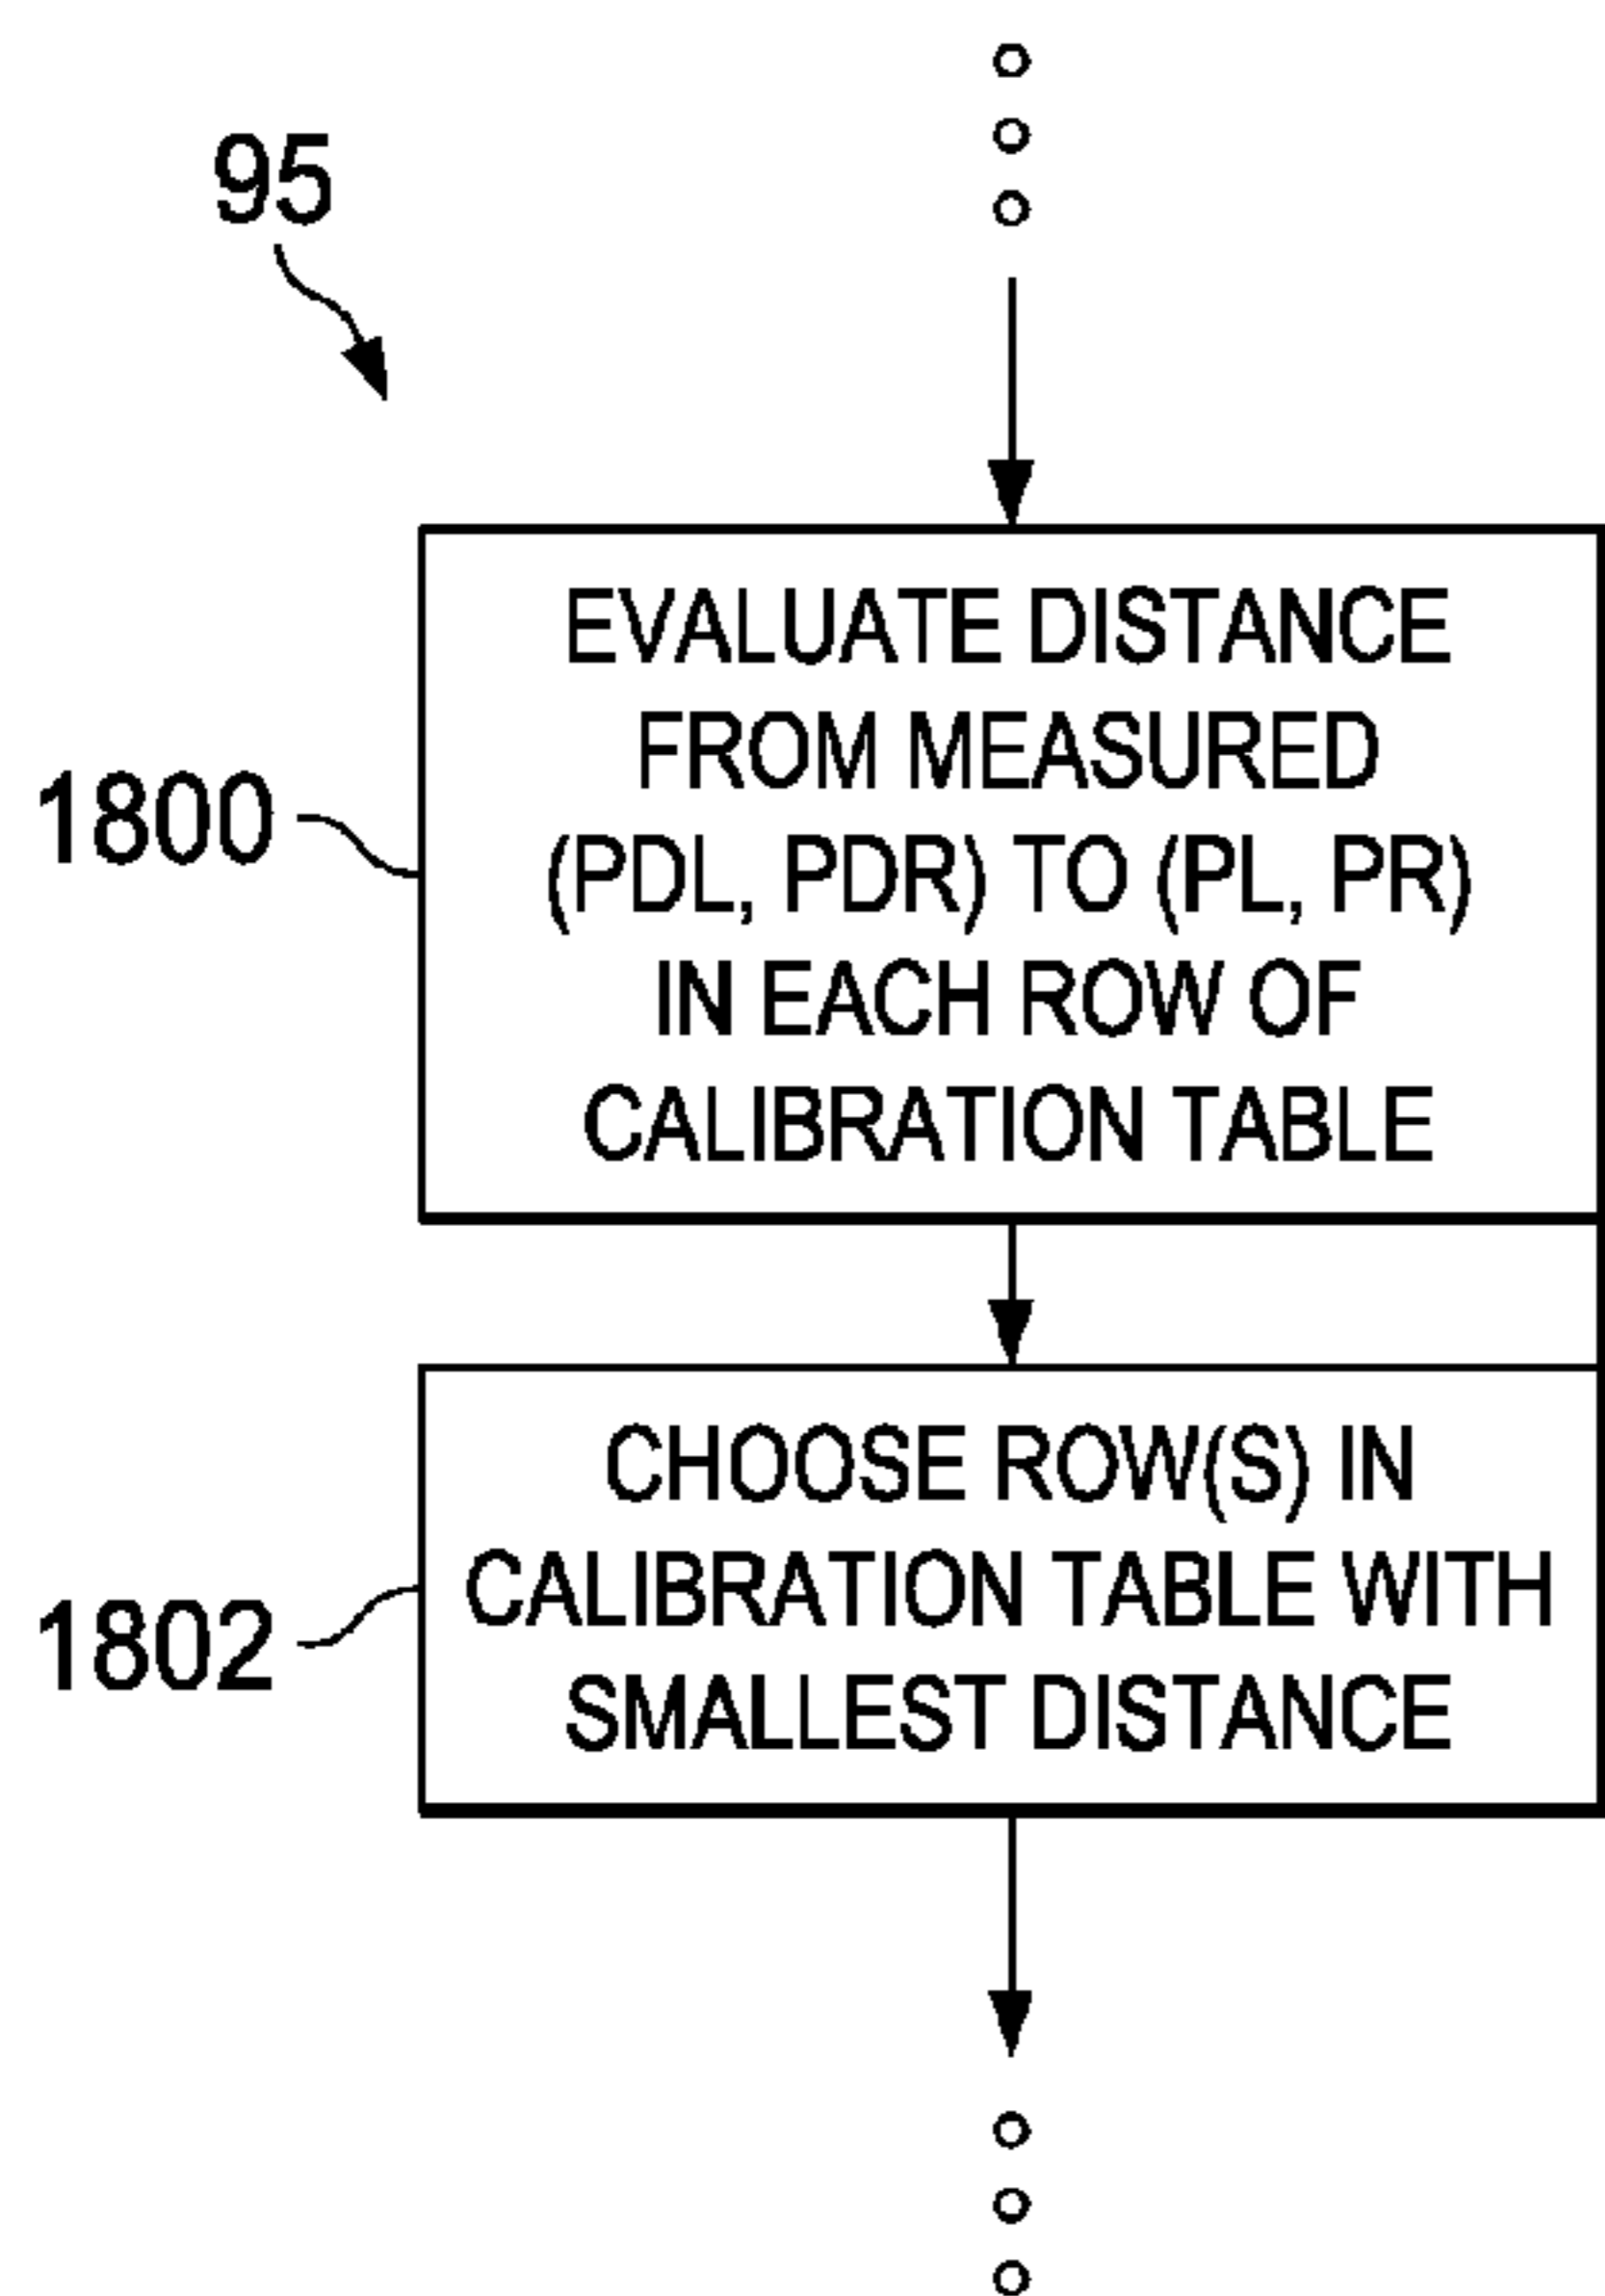 95
1800
EVALUATE DISTANCE
FROM MEASURED
(PDL, PDR) TO (PL, PR)
IN EACH ROW OF
CALIBRATION TABLE
1802
CHOOSE ROW(S) IN
CALIBRATION TABLE WITH
SMALLEST DISTANCE